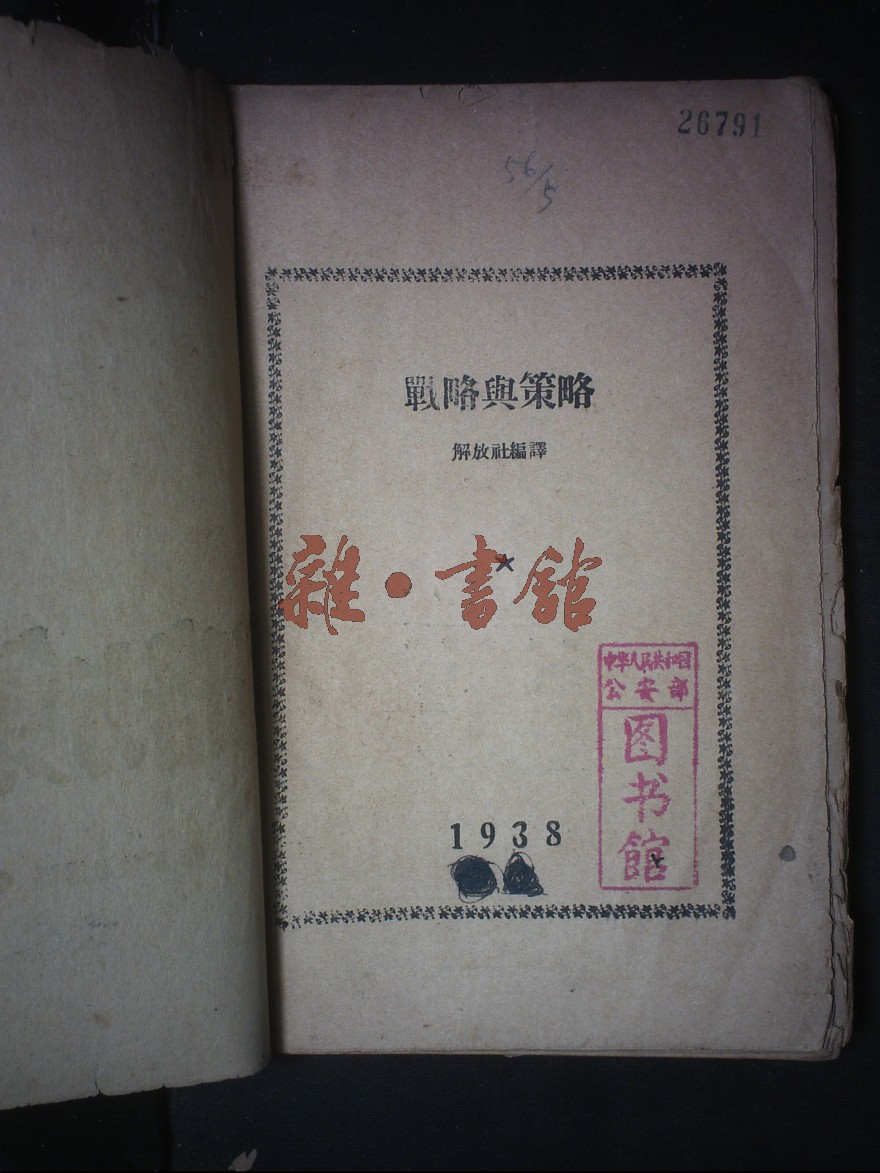 26791
56/5
戰略與策略
解放社編譯
雜·書館
中华人民共和国
公安部
图书館
1938